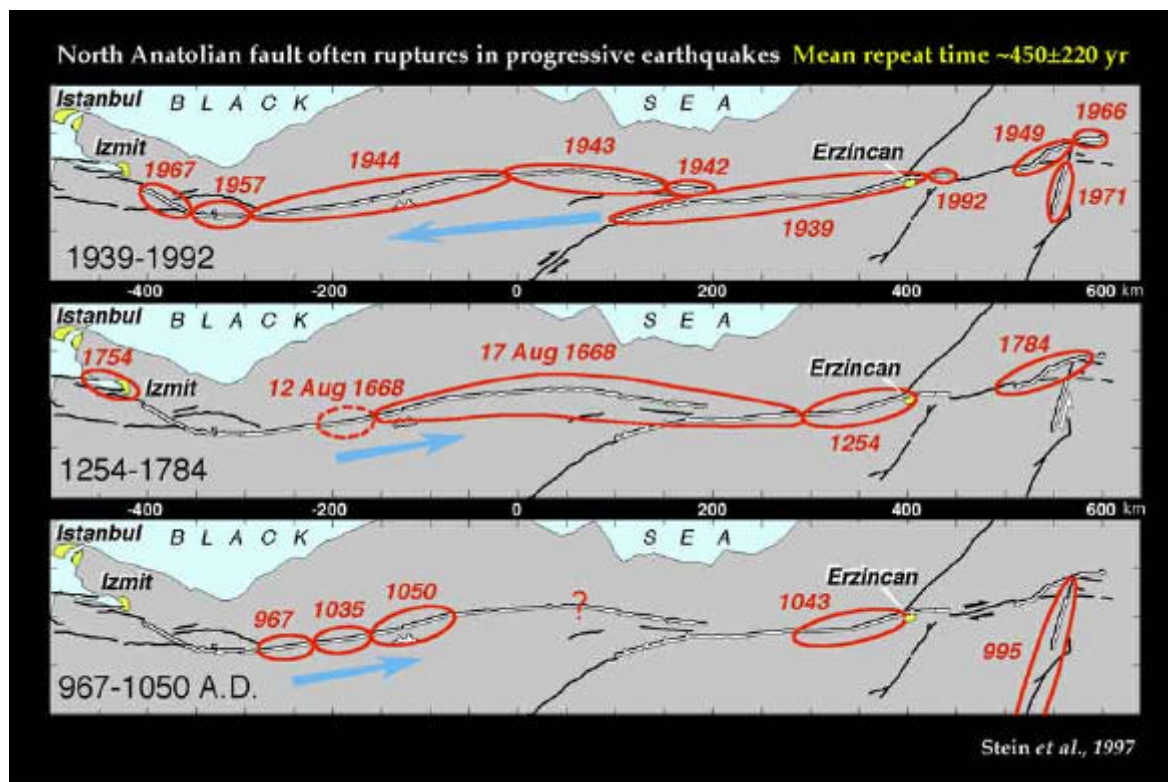 North Anatolian fault often ruptures in progressive earthquakes Mean repeat time ~450±220 yr
Istanbul B L A C K S E A 1966
Izmit 1944 1943 Erzincan 1949
1967 1957 1942
1992 1971
1939
1939-1992
-400 -200 0 200 400 600 km
Istanbul B L A C K S E A
1754 Izmit 17 Aug 1668 Erzincan 1784
12 Aug 1668
1254
1254-1784
-400 -200 0 200 400 600 km
Istanbul B L A C K S E A
Izmit Erzincan
967 1035 1050 ? 1043
995
967-1050 A.D.
Stein et al., 1997